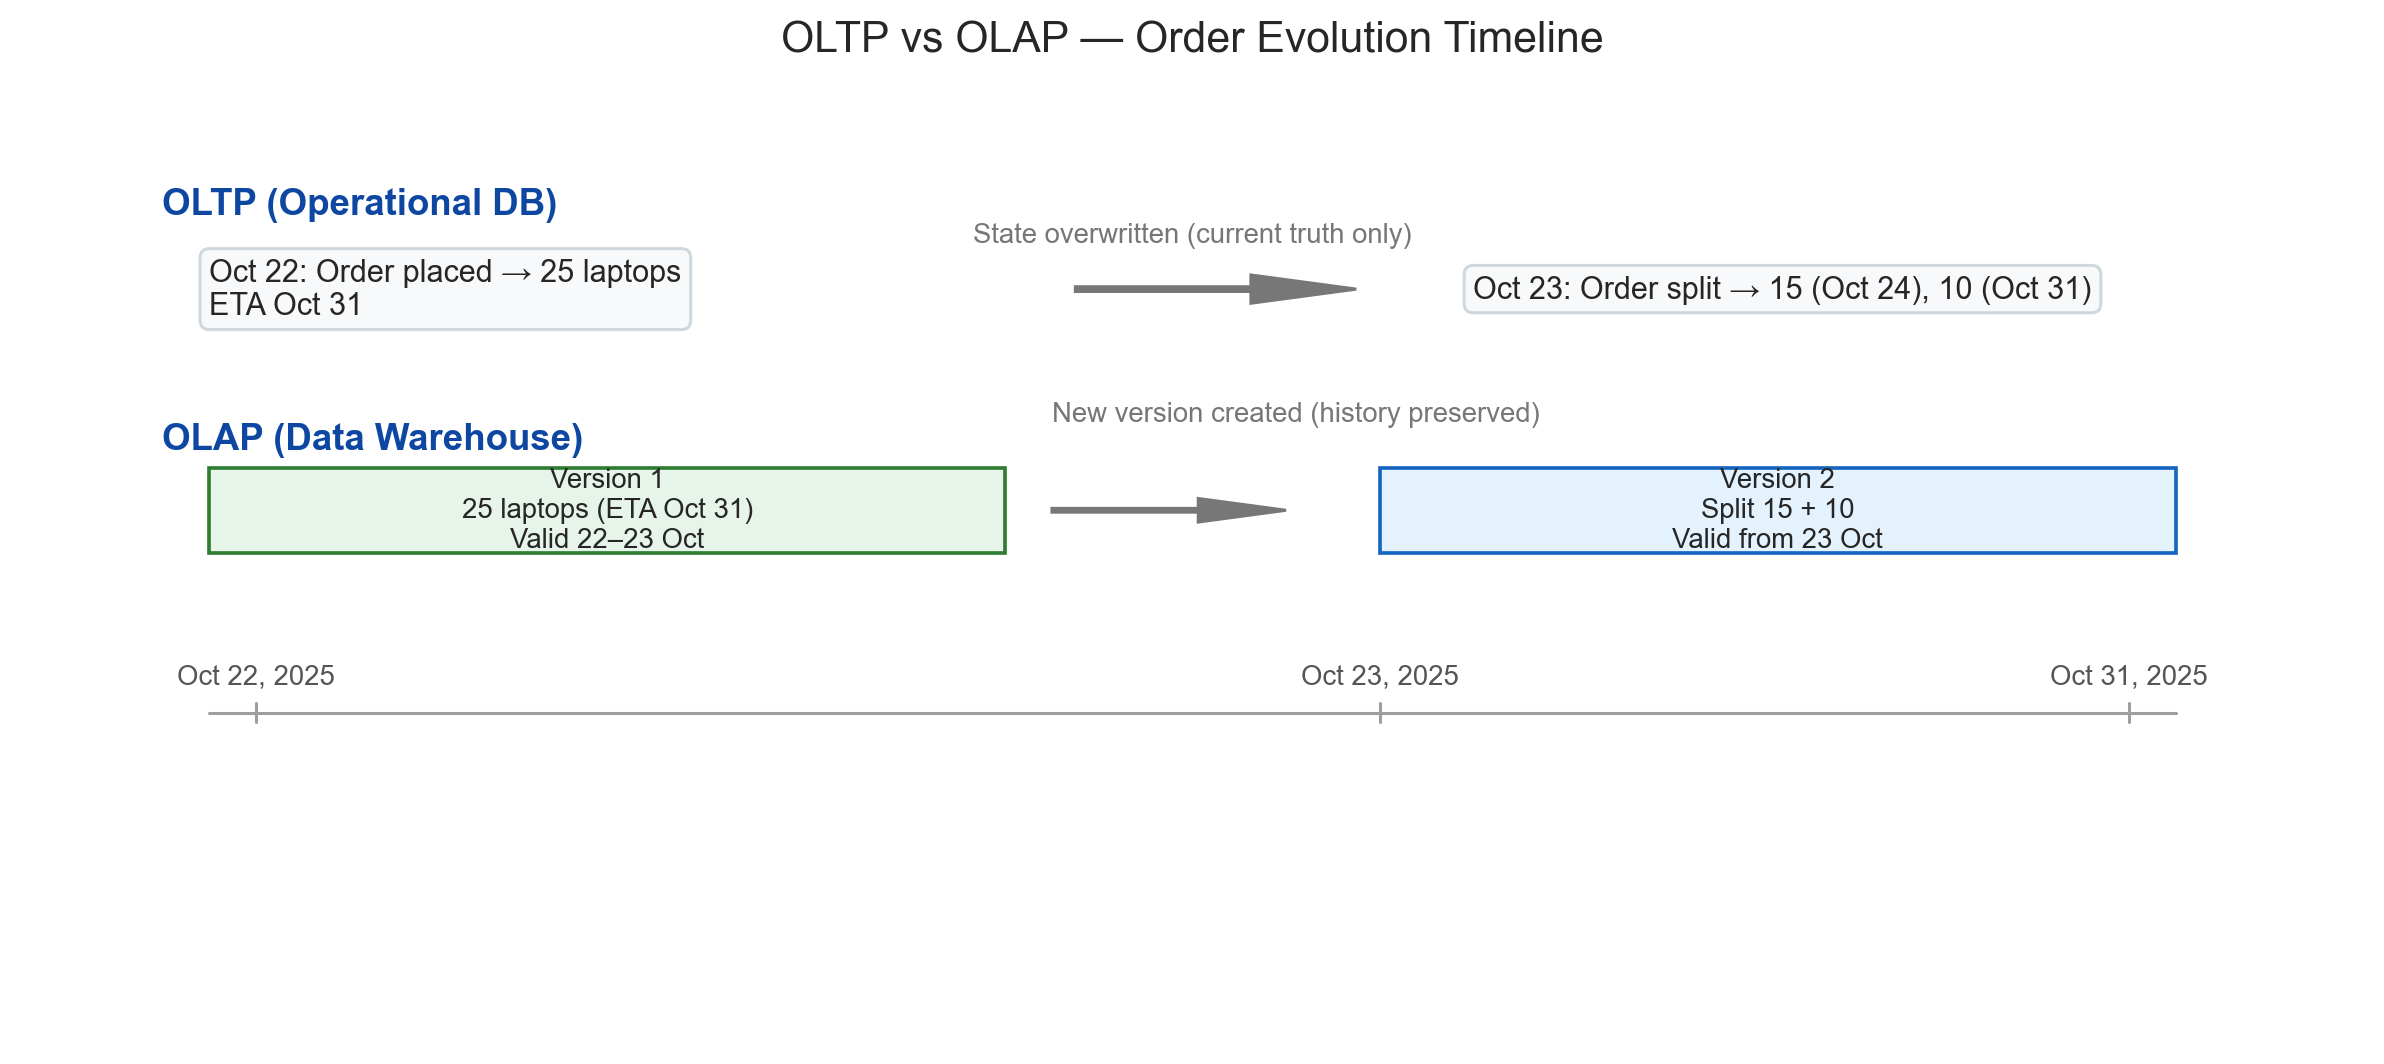 OLTP vs OLAP — Order Evolution Timeline
OLTP (Operational DB)
State overwritten (current truth only)
Oct 22: Order placed → 25 laptops
ETA Oct 31
Oct 23: Order split → 15 (Oct 24), 10 (Oct 31)
New version created (history preserved)
OLAP (Data Warehouse)
Version 1
25 laptops (ETA Oct 31)
Valid 22–23 Oct
Version 2
Split 15 + 10
Valid from 23 Oct
Oct 22, 2025
Oct 23, 2025
Oct 31, 2025